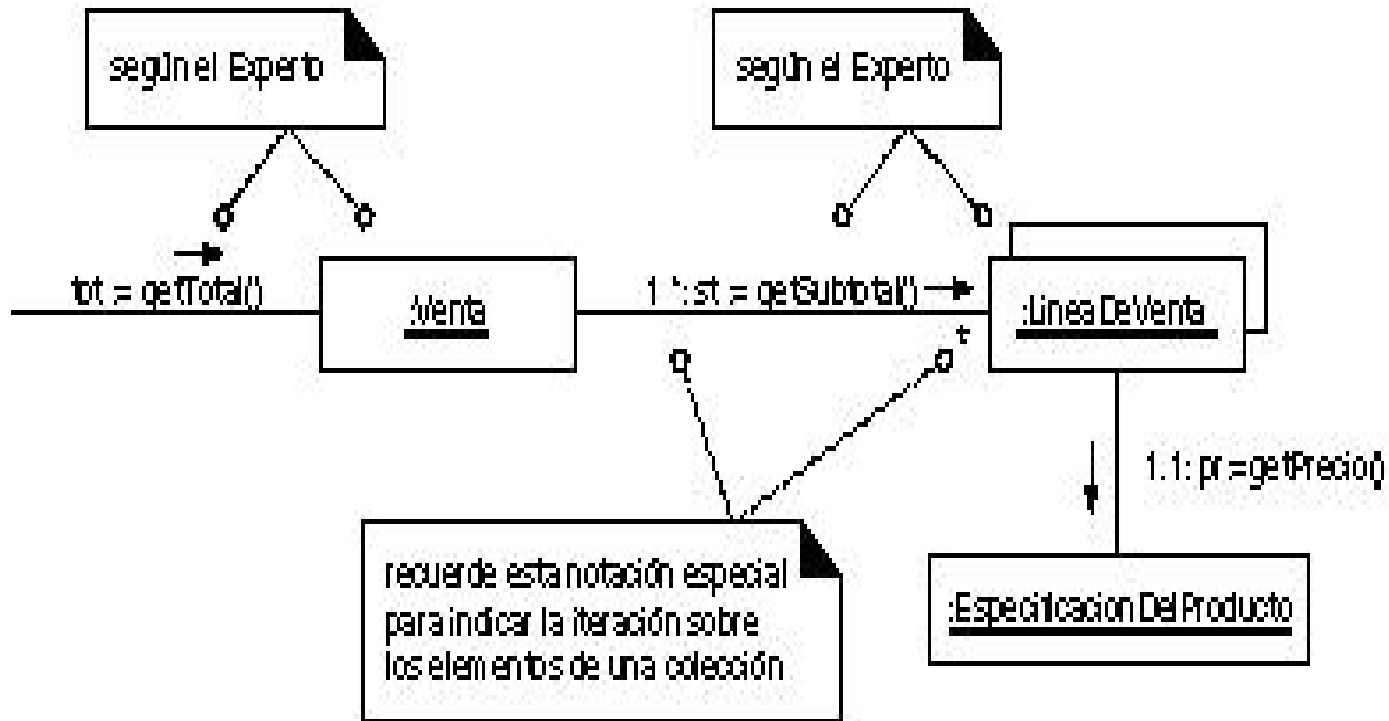 según el Experto
según el Experto
tot := getTotal()
:Venta
1 *: st := getSubtotal()
:LineaDeVenta
*
1.1: pr:=getPrecio()
recuerde esta notación especial
para indicar la iteración sobre
los elementos de una colección
:EspecificacionDelProducto